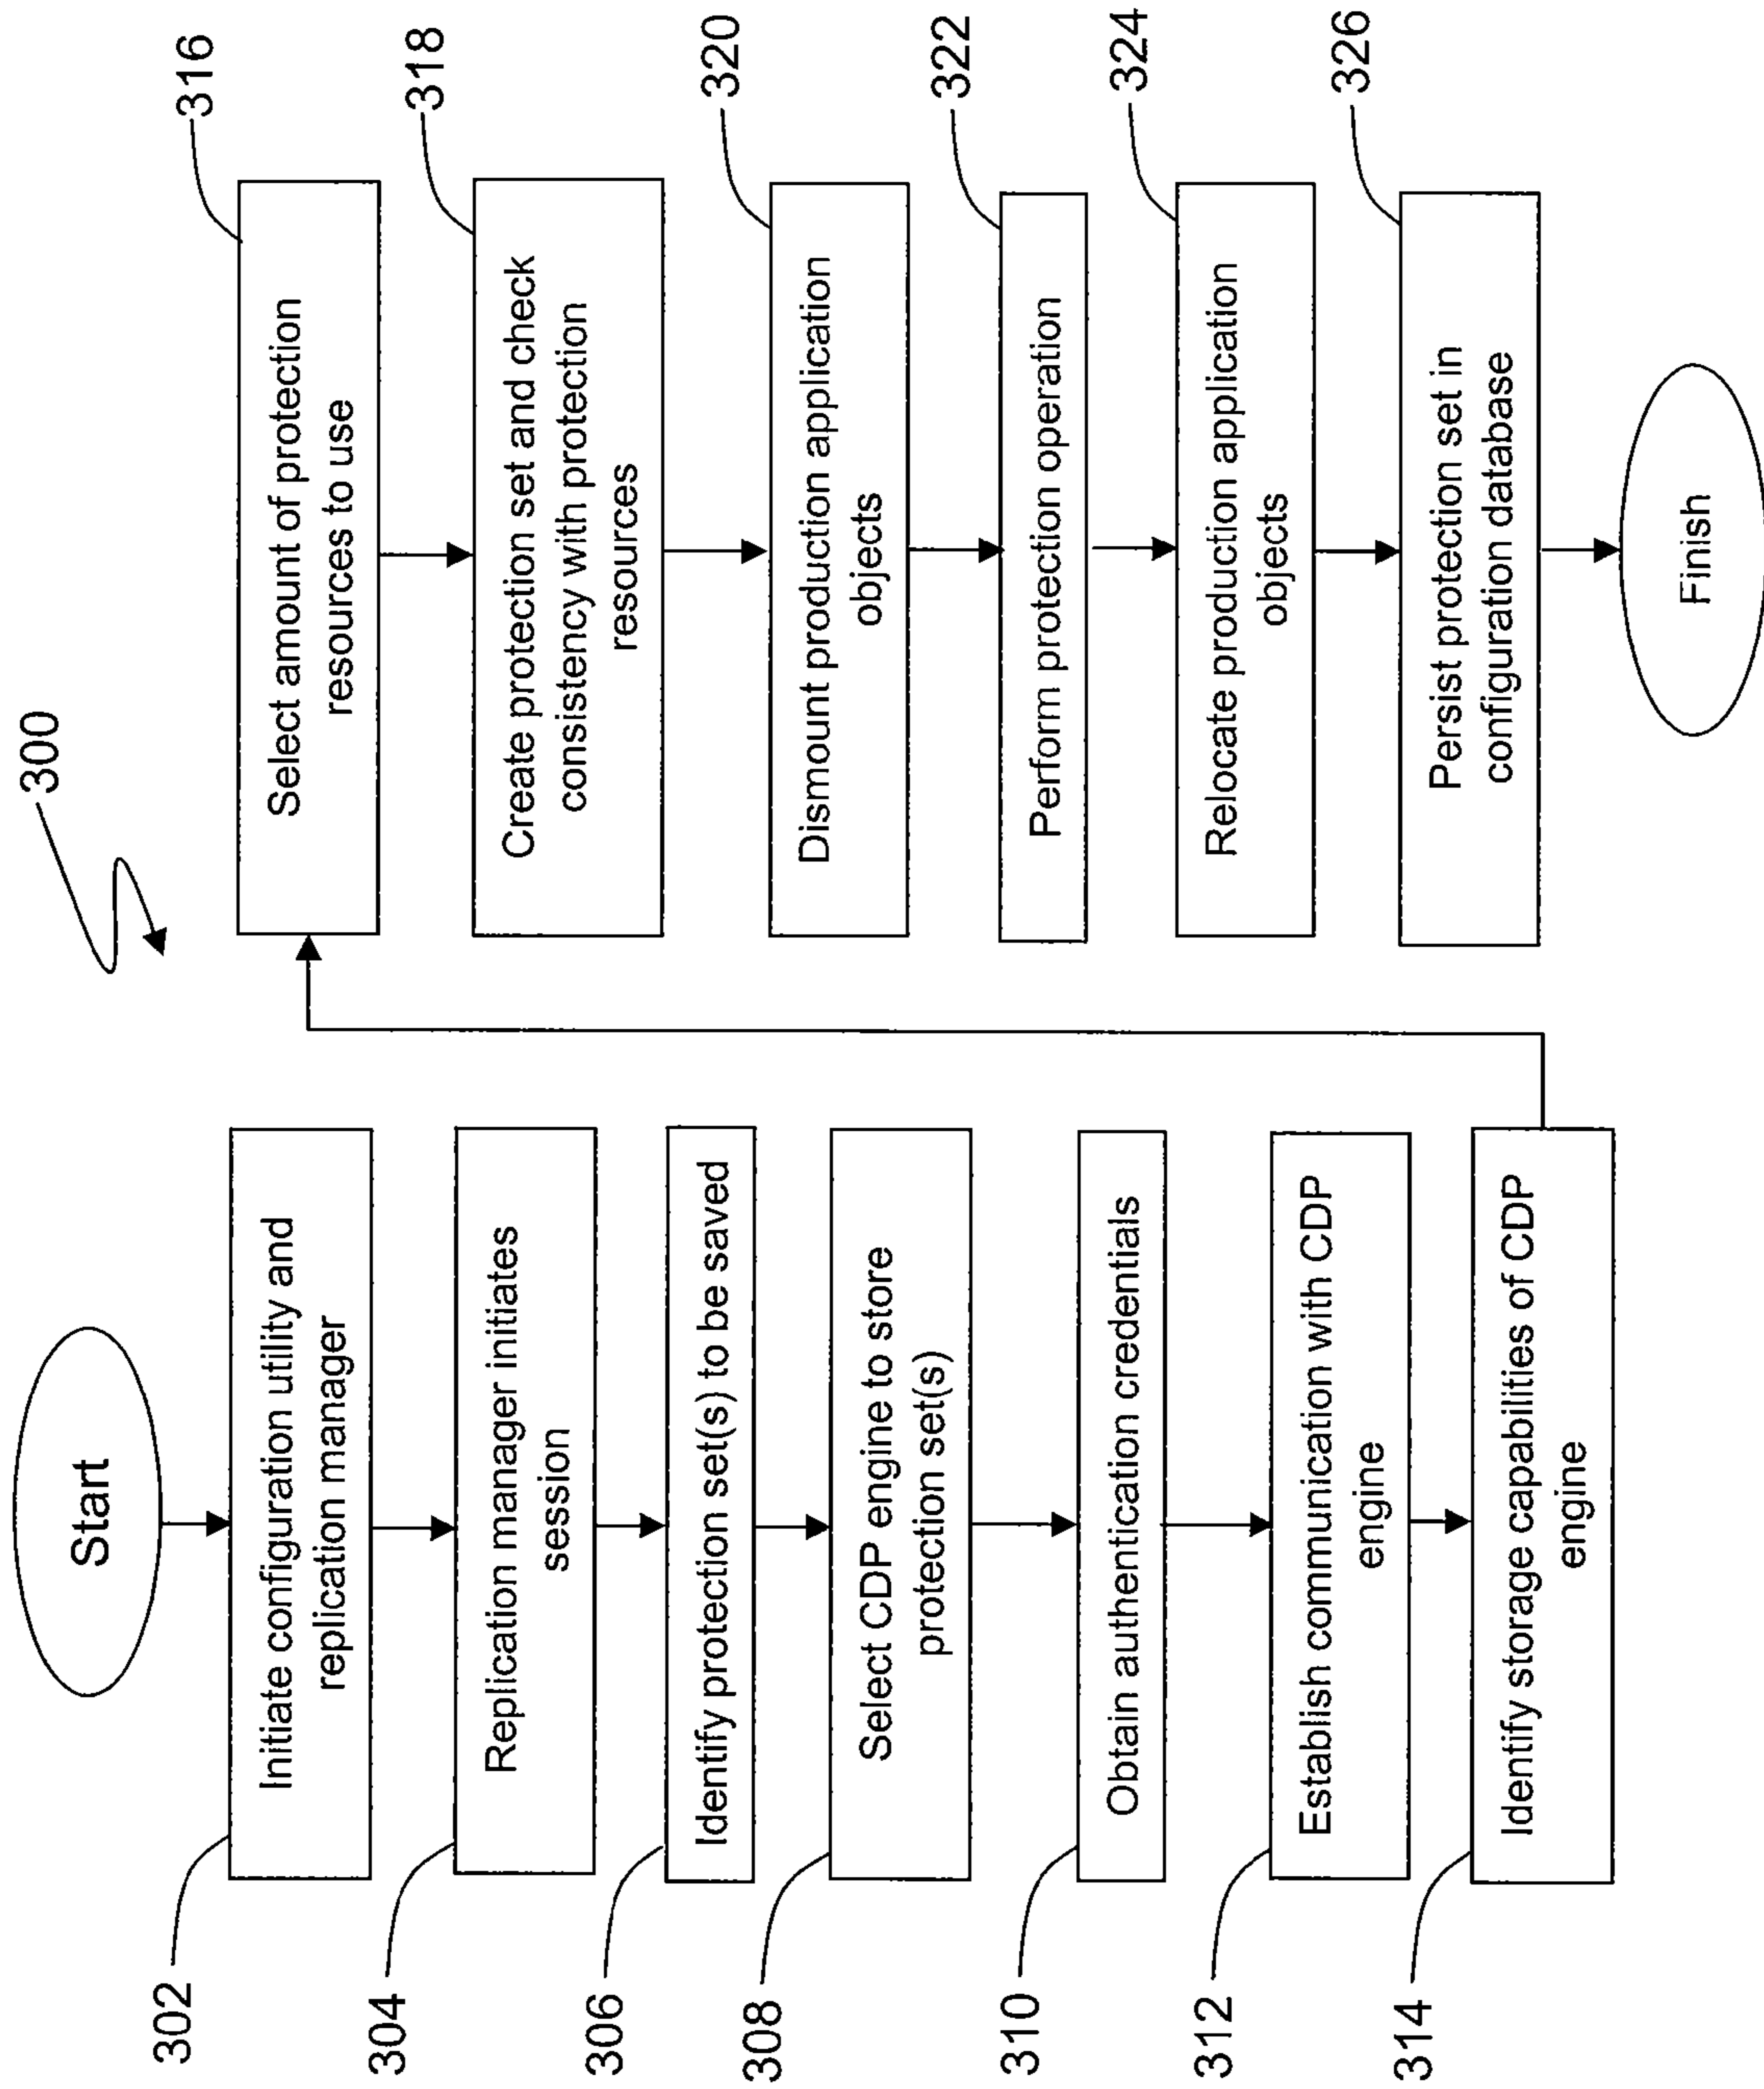 300
Start
302
Initiate configuration utility and
replication manager
304
Replication manager initiates
session
306
Identify protection set(s) to be saved
308
Select CDP engine to store
protection set(s)
310
Obtain authentication credentials
312
Establish communication with CDP
engine
314
Identify storage capabilities of CDP
engine
316
Select amount of protection
resources to use
318
Create protection set and check
consistency with protection
resources
320
Dismount production application
objects
322
Perform protection operation
324
Relocate production application
objects
326
Persist protection set in
configuration database
Finish